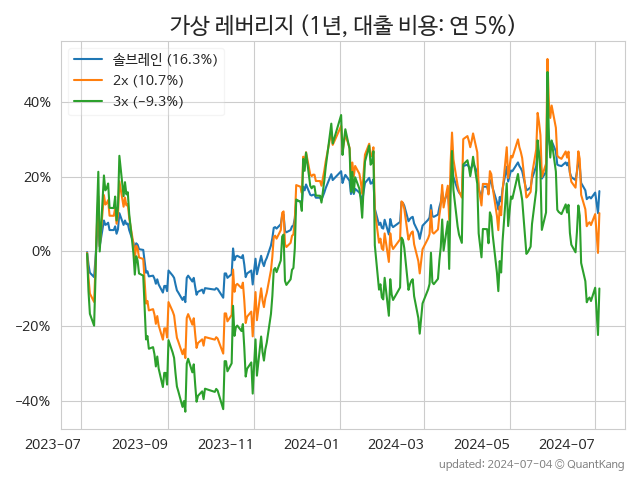 가상 레버리지 (1년, 대출 비용: 연 5%)
솔브레인 (16.3%)
2x (10.7%)
3x (−9.3%)
40%
20%
0%
−20%
−40%
2023−07 2023−09 2023−11 2024−01 2024−03 2024−05 2024−07
updated: 2024-07-04 © QuantKang